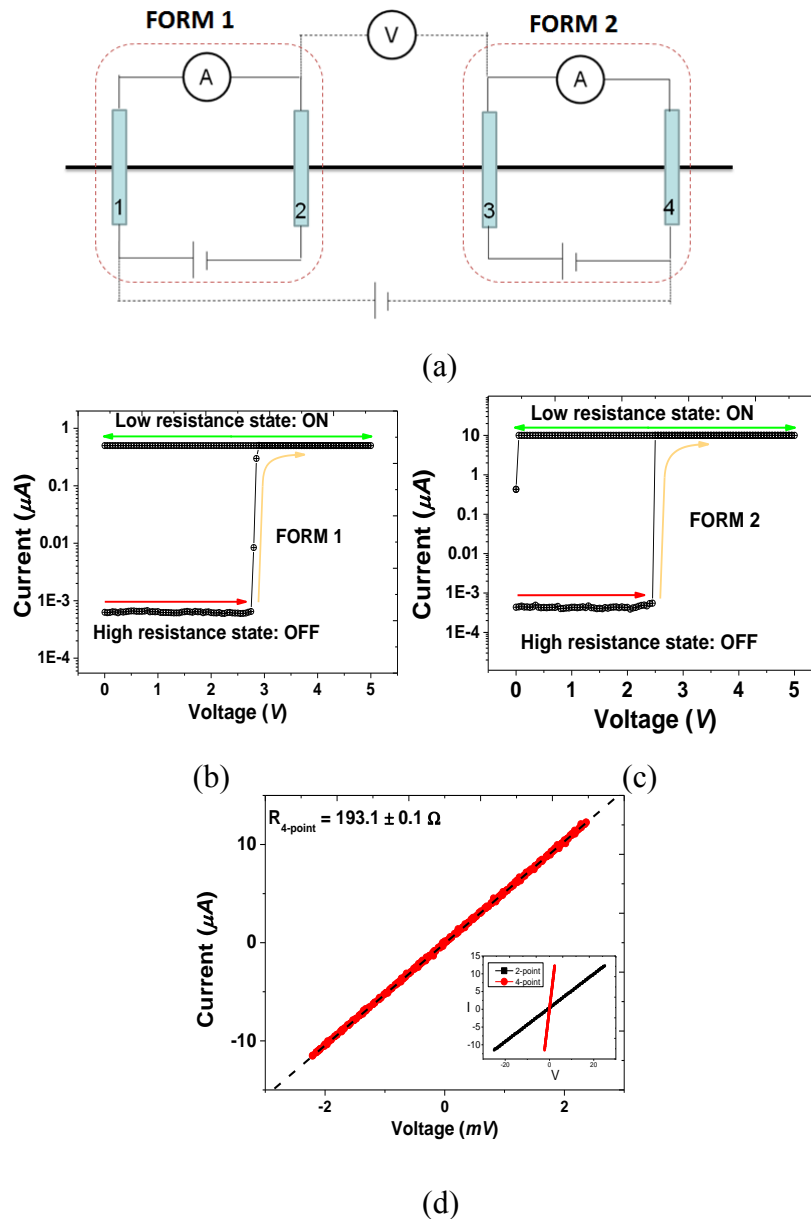 FORM 1
V
FORM 2
A
A
1
2
3
4
(a)
1
0.1
0.01
1E-3
1E-4
Current (μA)
Low resistance state: ON
FORM 1
High resistance state: OFF
0 1 2 3 4 5
Voltage (V)
(b)
10
1
0.1
0.01
1E-3
1E-4
Current (μA)
Low resistance state: ON
FORM 2
High resistance state: OFF
0 1 2 3 4 5
Voltage (V)
(c)
R4-point = 193.1 ± 0.1 Ω
10
0
-10
Current (μA)
-2 0 2
Voltage (mV)
15
10
5
0
-5
-10
I
2-point
4-point
-20 0 20
V
(d)